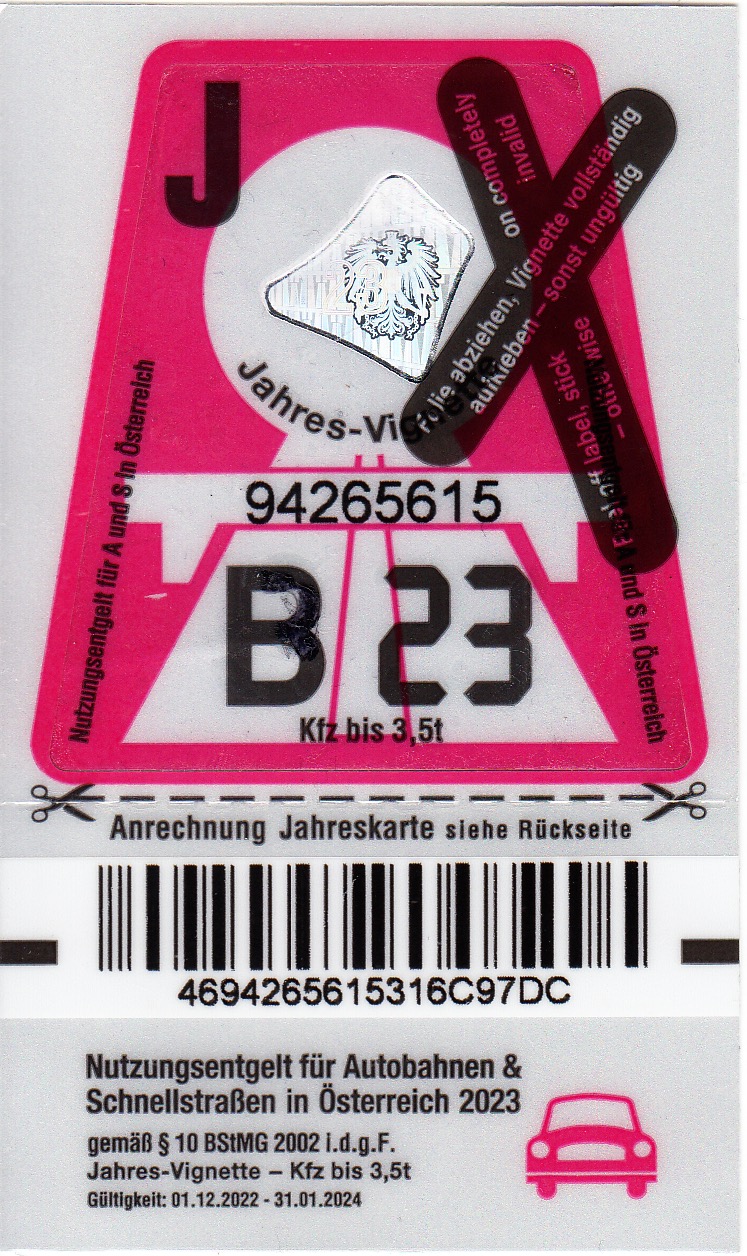 J
on completely
invalid
Folie abziehen, Vignette vollständig
aufkleben – sonst ungültig
label, stick
– otherwise
Jahres-Vignette
Nutzungsentgelt für A und S in Österreich
94265615
A und S in Österreich
B 23
Kfz bis 3,5t
Anrechnung Jahreskarte siehe Rückseite
4694265615316C97DC
Nutzungsentgelt für Autobahnen &
Schnellstraßen in Österreich 2023
gemäß § 10 BStMG 2002 i.d.g.F.
Jahres-Vignette – Kfz bis 3,5t
Gültigkeit: 01.12.2022 - 31.01.2024